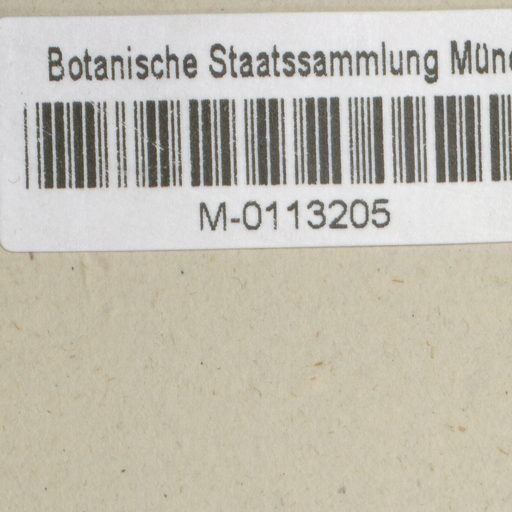 Botanische Staatssammlung Mün
M-0113205